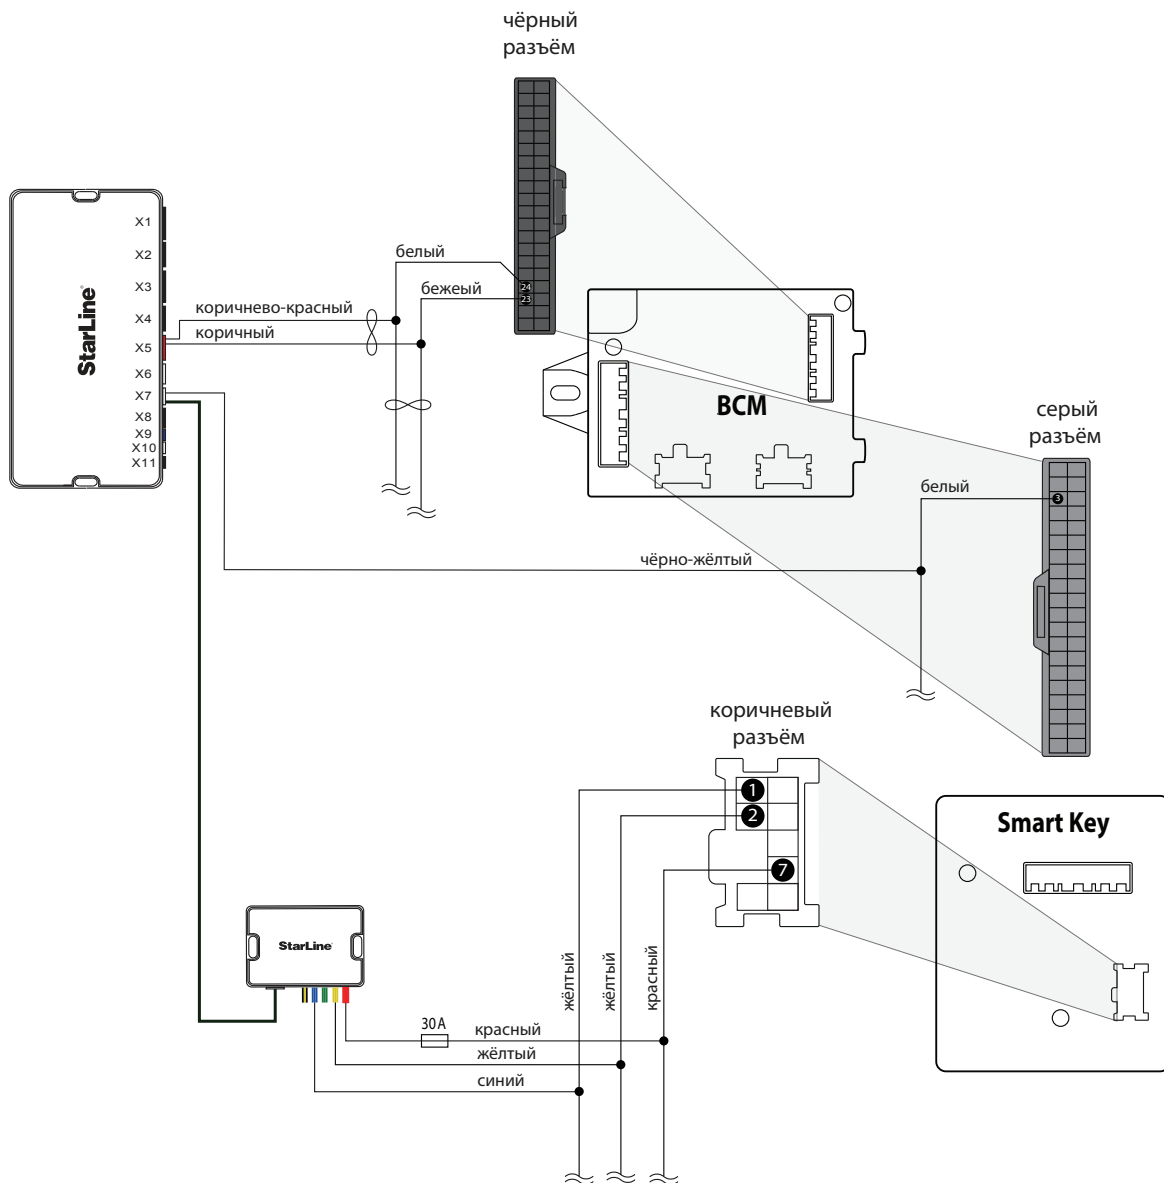 чёрный
разъём
X1
X2
X3
X4
X5
X6
X7
X8
X9
X10
X11
StarLine
белый
бежеый
коричнево-красный
коричный
24
23
BCM
серый
разъём
белый
3
чёрно-жёлтый
коричневый
разъём
1
2
7
Smart Key
StarLine
жёлтый
жёлтый
красный
30А
красный
жёлтый
синий